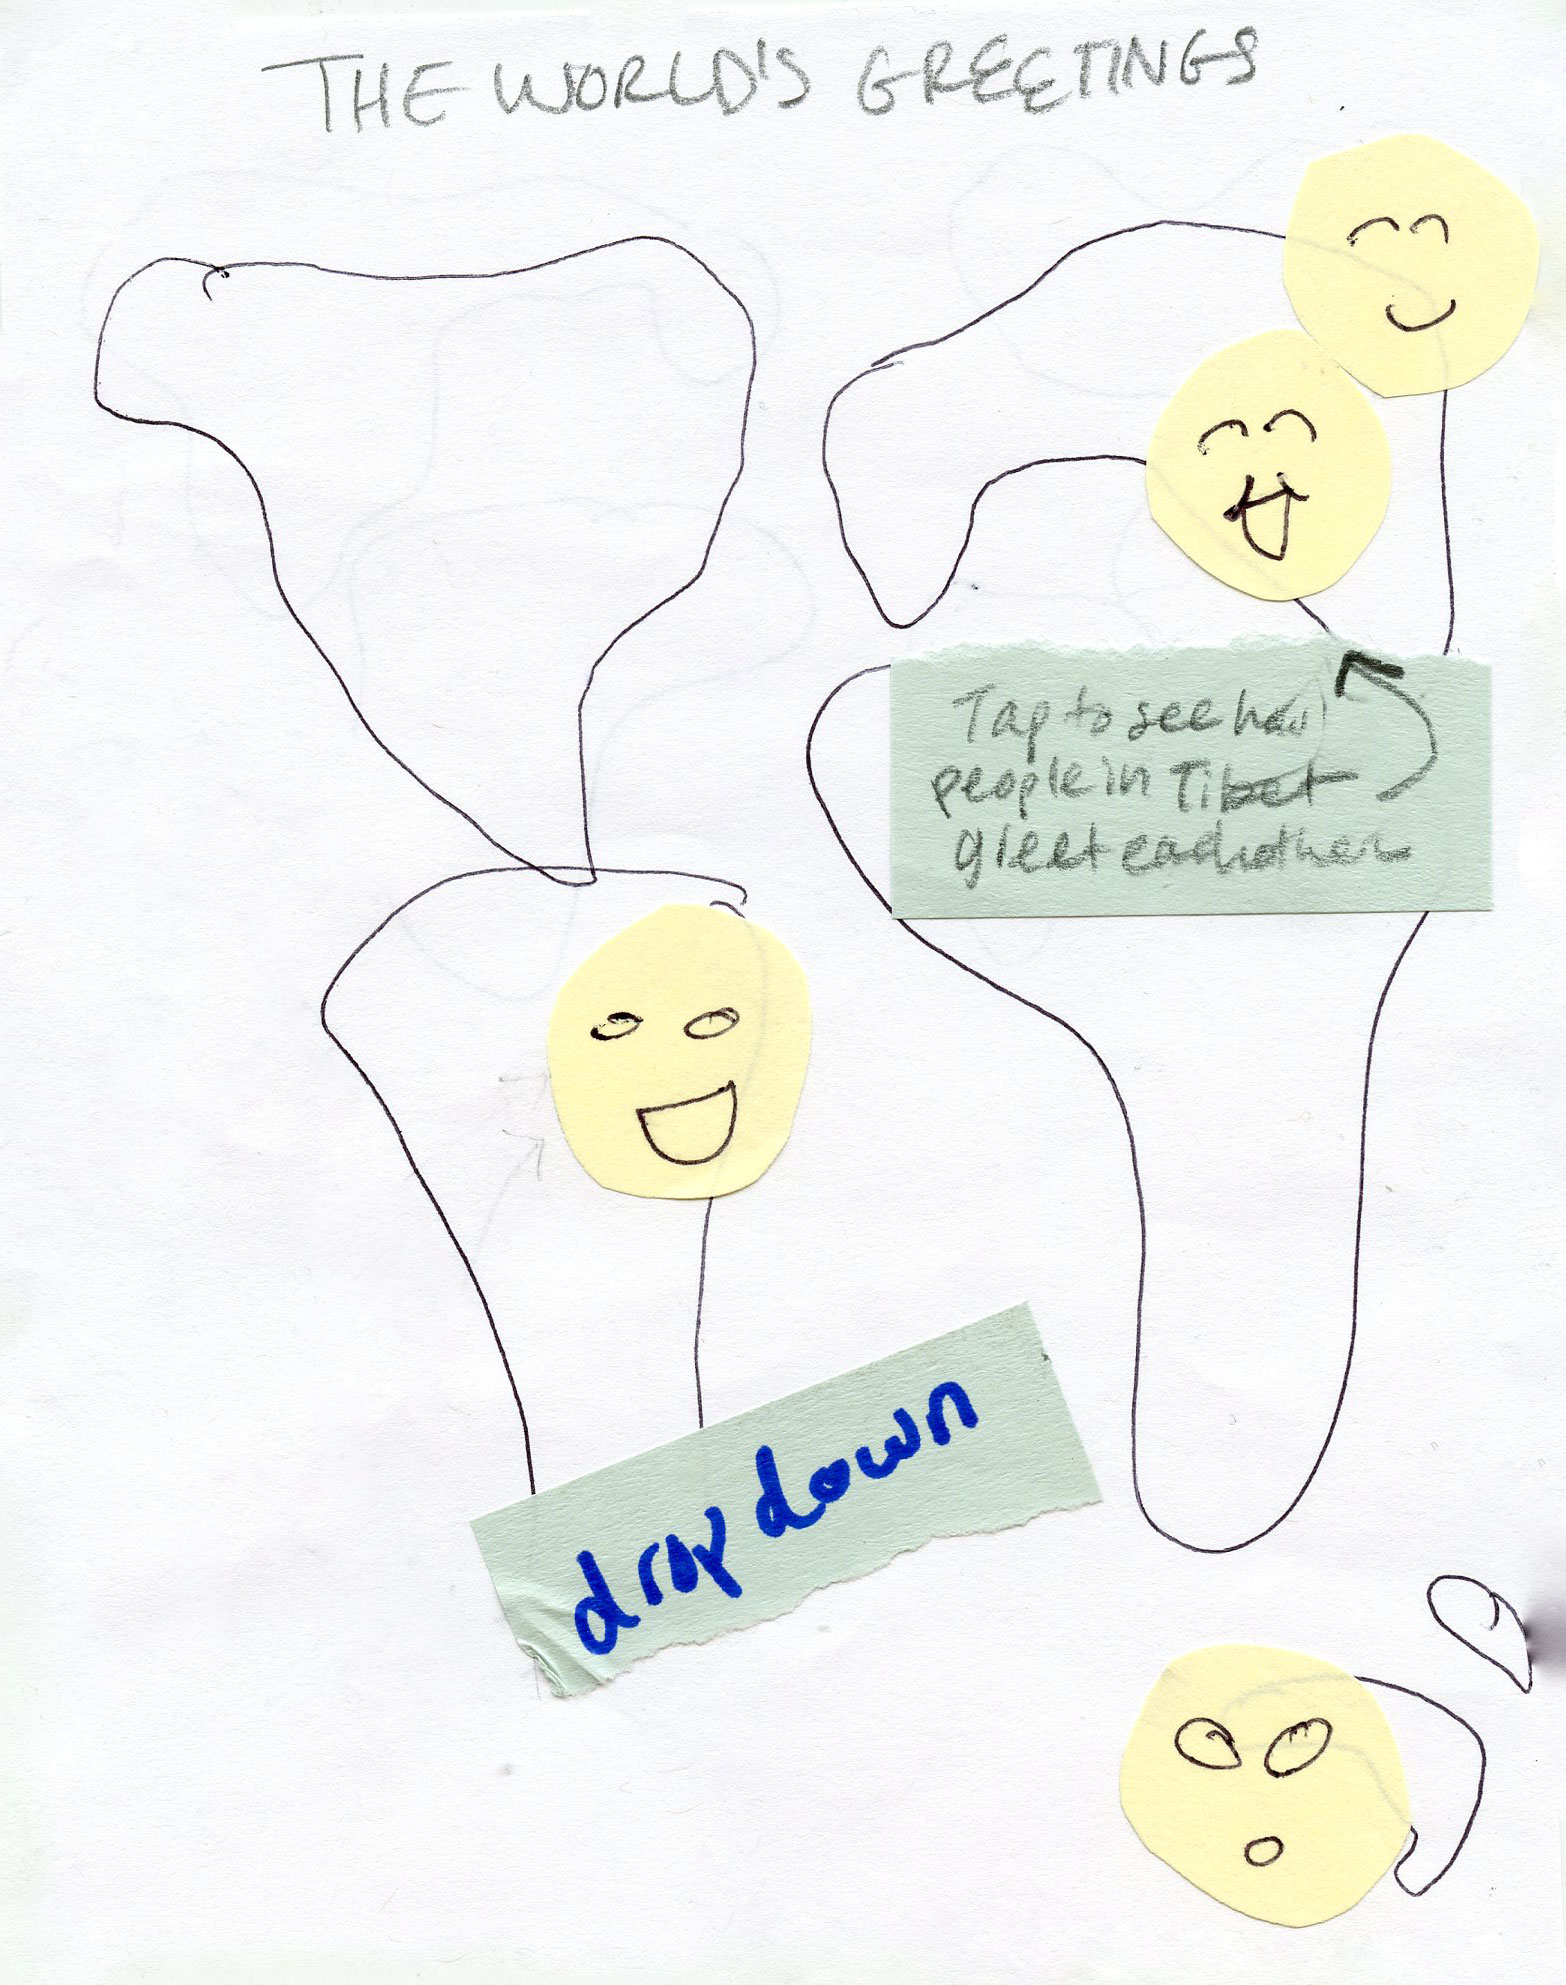 THE WORLD'S GREETINGS
Tap to see how
people in Tibet
greet each other
drop down